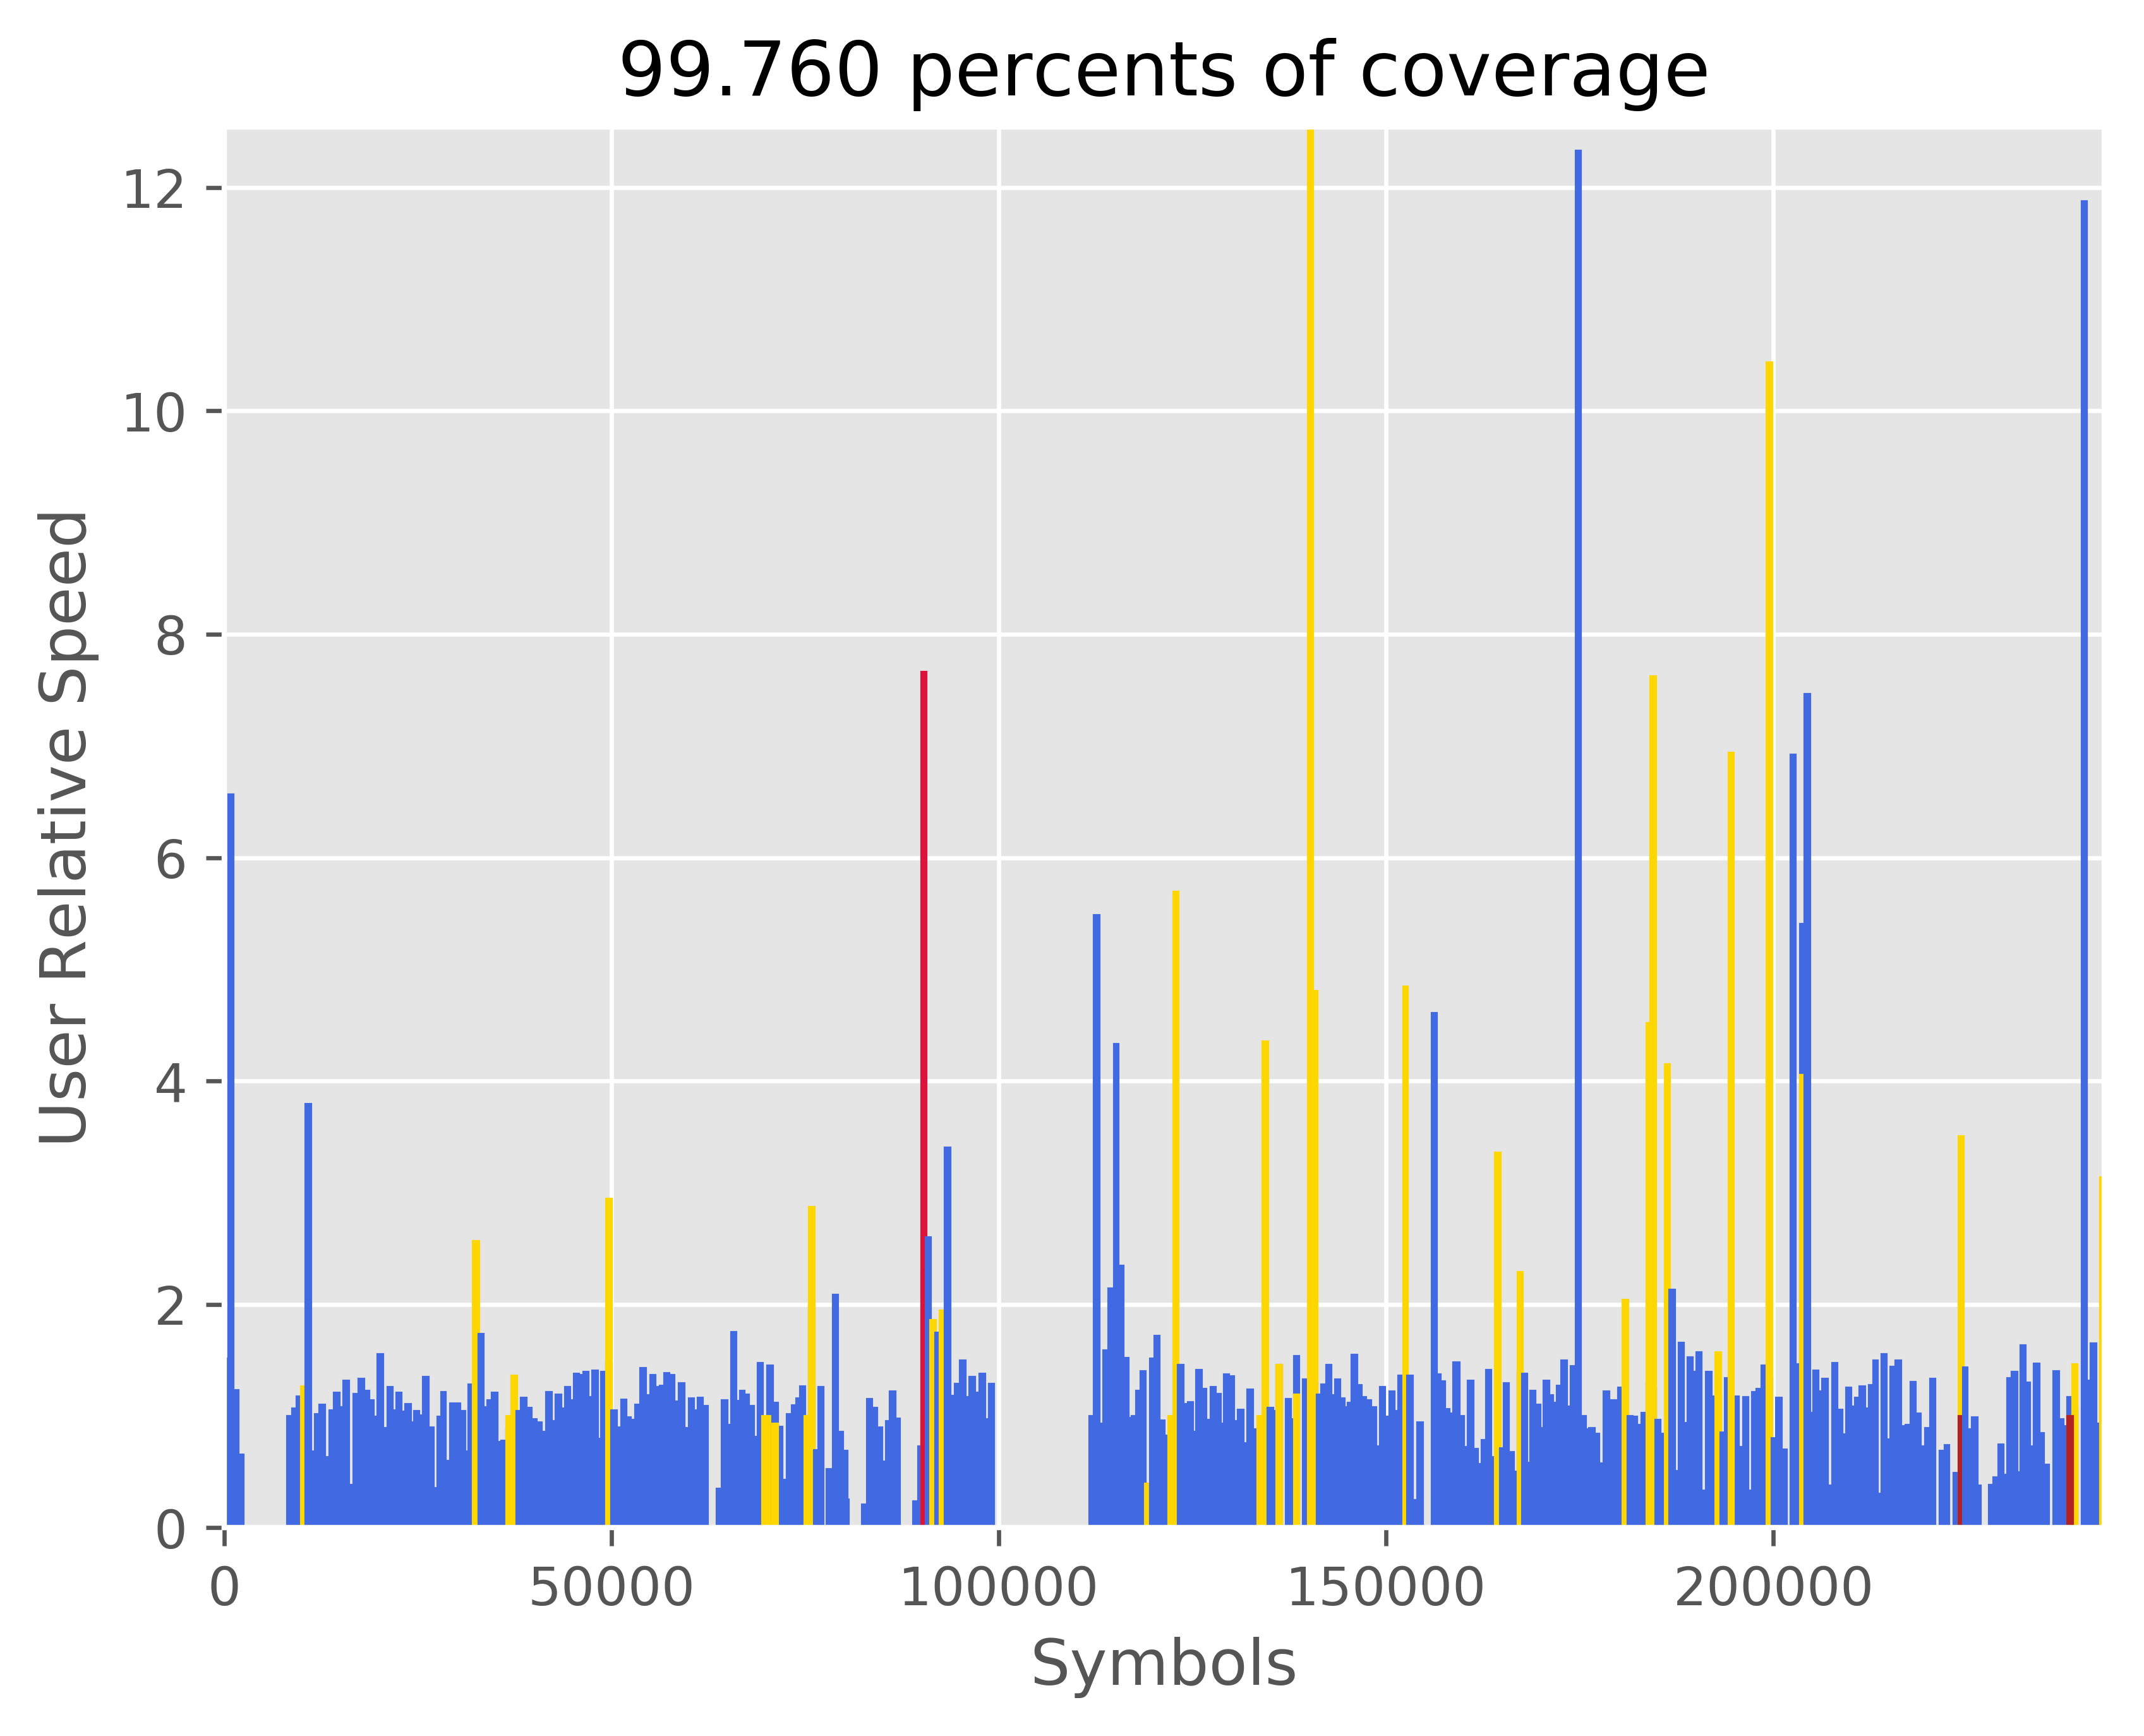 99.760 percents of coverage
12
10
8
6
4
2
0
User Relative Speed
0 50000 100000 150000 200000
Symbols